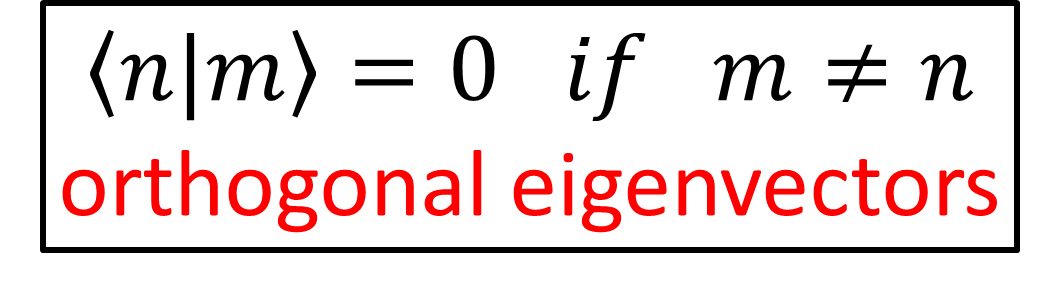 ⟨n|m⟩ = 0 if m ≠ n
orthogonal eigenvectors